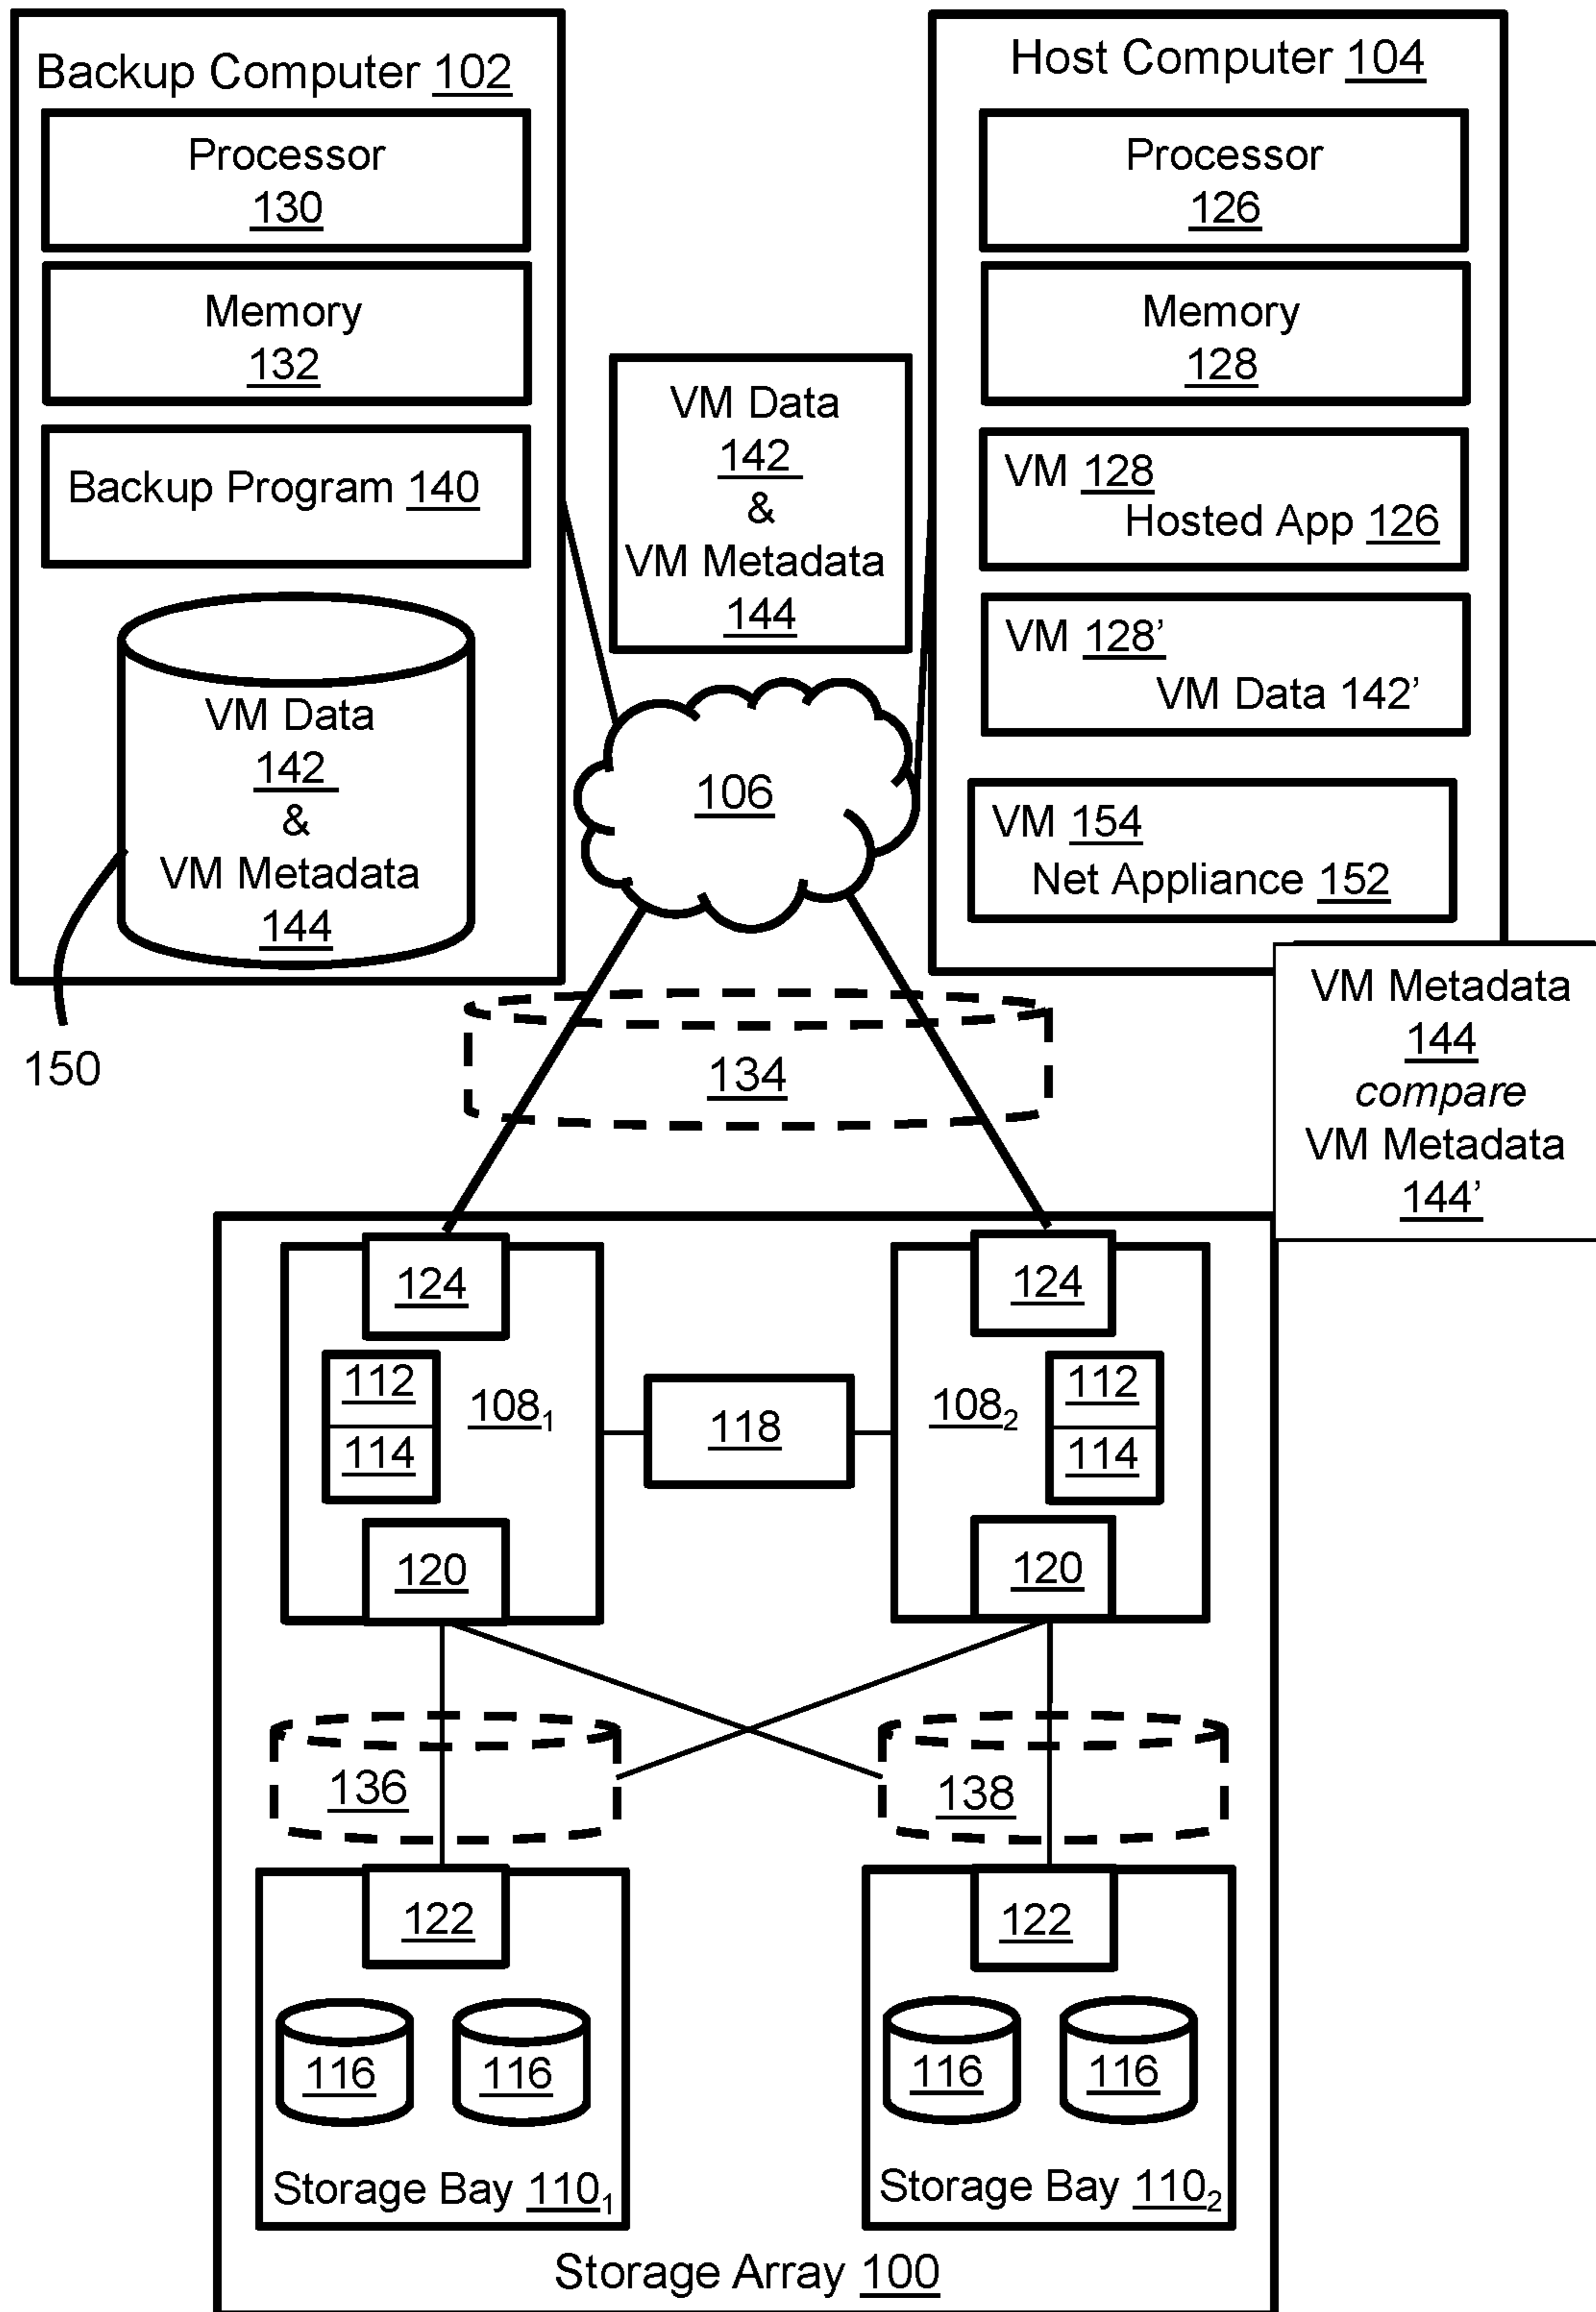 Backup Computer 102
Processor
130
Memory
132
Backup Program 140
VM Data
142
&
VM Metadata
144
150
VM Data
142
&
VM Metadata
144
106
Host Computer 104
Processor
126
Memory
128
VM 128
Hosted App 126
VM 128’
VM Data 142’
VM 154
Net Appliance 152
VM Metadata
144
compare
VM Metadata
144’
134
124
124
112
114
108₁
118
108₂
112
114
120
120
136
138
122
122
116
116
116
116
Storage Bay 110₁
Storage Bay 110₂
Storage Array 100